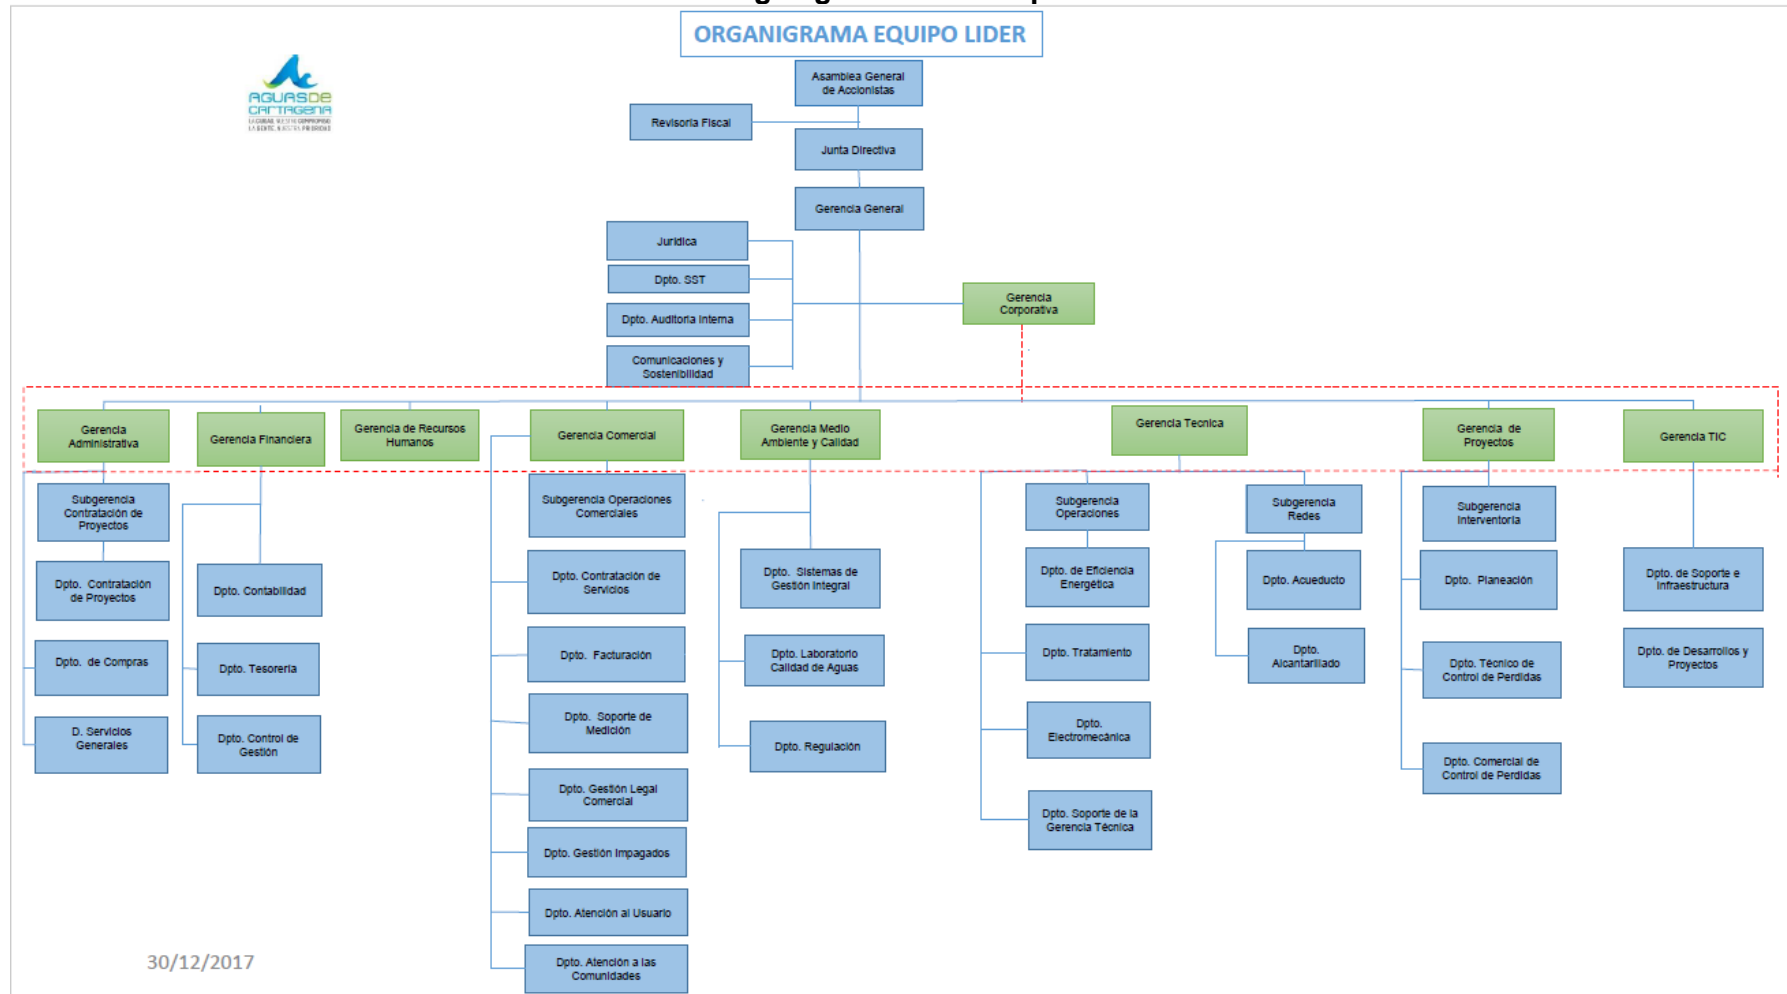 ORGANIGRAMA EQUIPO LIDER
AGUAS DE
CARTAGENA
Asamblea General
de Accionistas
Revisoria Fiscal
Junta Directiva
Gerencia General
Jurídica
Dpto. SST
Dpto. Auditoria Interna
Comunicaciones y
Sostenibilidad
Gerencia
Corporativa
Gerencia
Administrativa
Gerencia Financiera
Gerencia de Recursos
Humanos
Gerencia Comercial
Gerencia Medio
Ambiente y Calidad
Gerencia Tecnica
Gerencia de
Proyectos
Gerencia TIC
Subgerencia
Contratación de
Proyectos
Dpto. Contratación
de Proyectos
Dpto. de Compras
D. Servicios
Generales
Dpto. Contabilidad
Dpto. Tesorería
Dpto. Control de
Gestión
Subgerencia Operaciones
Comerciales
Dpto. Contratación de
Servicios
Dpto. Facturación
Dpto. Soporte de
Medición
Dpto. Gestión Legal
Comercial
Dpto. Gestión Impagados
Dpto. Atención al Usuario
Dpto. Atención a las
Comunidades
Dpto. Sistemas de
Gestión Integral
Dpto. Laboratorio
Calidad de Aguas
Dpto. Regulación
Subgerencia
Operaciones
Dpto. de Eficiencia
Energética
Dpto. Tratamiento
Dpto.
Electromecánica
Dpto. Soporte de la
Gerencia Técnica
Subgerencia
Redes
Dpto. Acueducto
Dpto.
Alcantarillado
Subgerencia
Interventoría
Dpto. Planeación
Dpto. Técnico de
Control de Perdidas
Dpto. Comercial de
Control de Perdidas
Dpto. de Soporte e
Infraestructura
Dpto. de Desarrollos y
Proyectos
30/12/2017